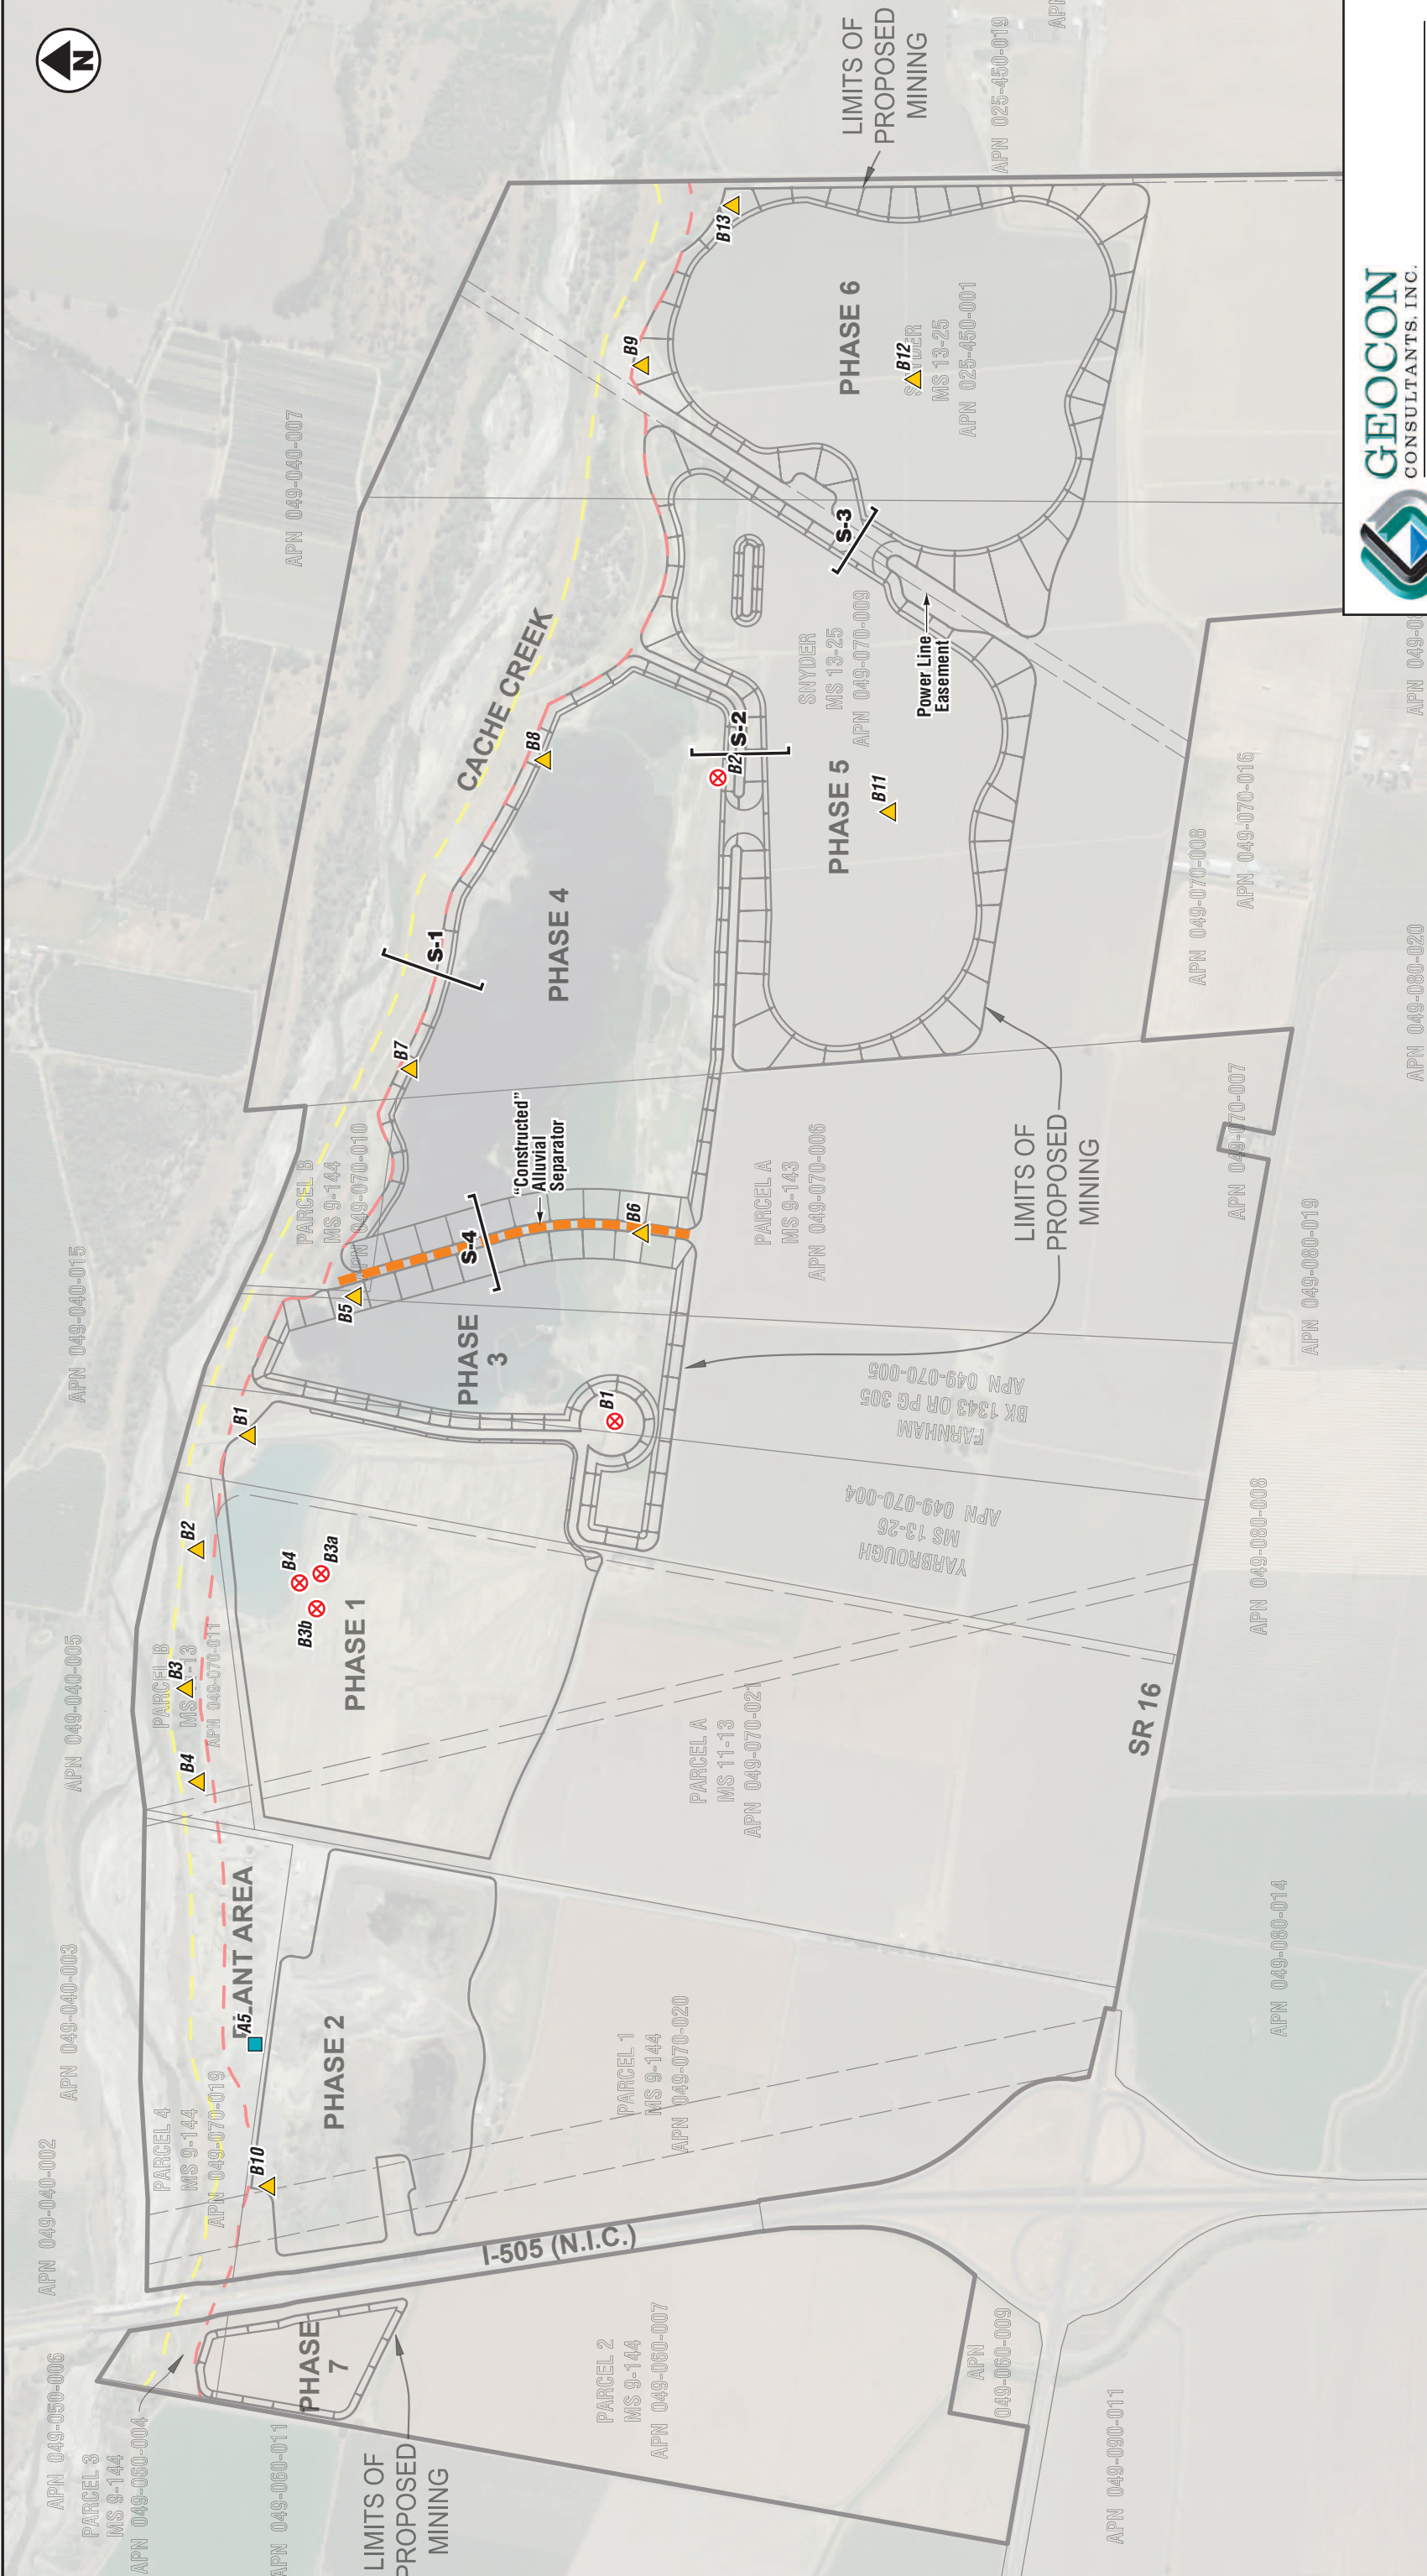 N
APN 049-050-006
PARCEL 3
MS 9-144
APN 049-060-004
APN 049-060-011
LIMITS OF
PROPOSED
MINING
PHASE
7
PARCEL 2
MS 9-144
APN 049-060-007
APN
049-060-009
APN 049-090-011
I-505 (N.I.C.)
APN 049-040-002
APN 049-040-003
PARCEL 4
MS 9-144
APN 049-070-019
B10
A5
PLANT AREA
PHASE 2
PARCEL 1
MS 9-144
APN 049-070-020
APN 049-080-014
APN 049-040-005
PARCEL B
MS 11-13
APN 049-070-011
B4
B3
B2
B1
B4
B3a
B3b
PHASE 1
PARCEL A
MS 11-13
APN 049-070-021
SR 16
YARBROUGH
MS 13-26
APN 049-070-004
FARNHAM
BK 1343 OR PG 305
APN 049-070-005
APN 049-080-008
APN 049-040-015
PARCEL B
MS 9-144
APN 049-070-010
B5
PHASE
3
B1
S-4
"Constructed"
Alluvial
Separator
B6
PARCEL A
MS 9-143
APN 049-070-006
LIMITS OF
PROPOSED
MINING
APN 049-070-007
APN 049-080-019
B7
S-1
CACHE CREEK
B8
PHASE 4
B2
S-2
PHASE 5
B11
SNYDER
MS 13-25
APN 049-070-009
Power Line
Easement
S-3
APN 049-070-008
APN 049-070-016
APN 049-080-020
APN 049-040-007
B9
B13
PHASE 6
B12
SNYDER
MS 13-25
APN 025-450-001
LIMITS OF
PROPOSED
MINING
APN 025-450-019
APN
APN 049-0
GEOCON
CONSULTANTS, INC.